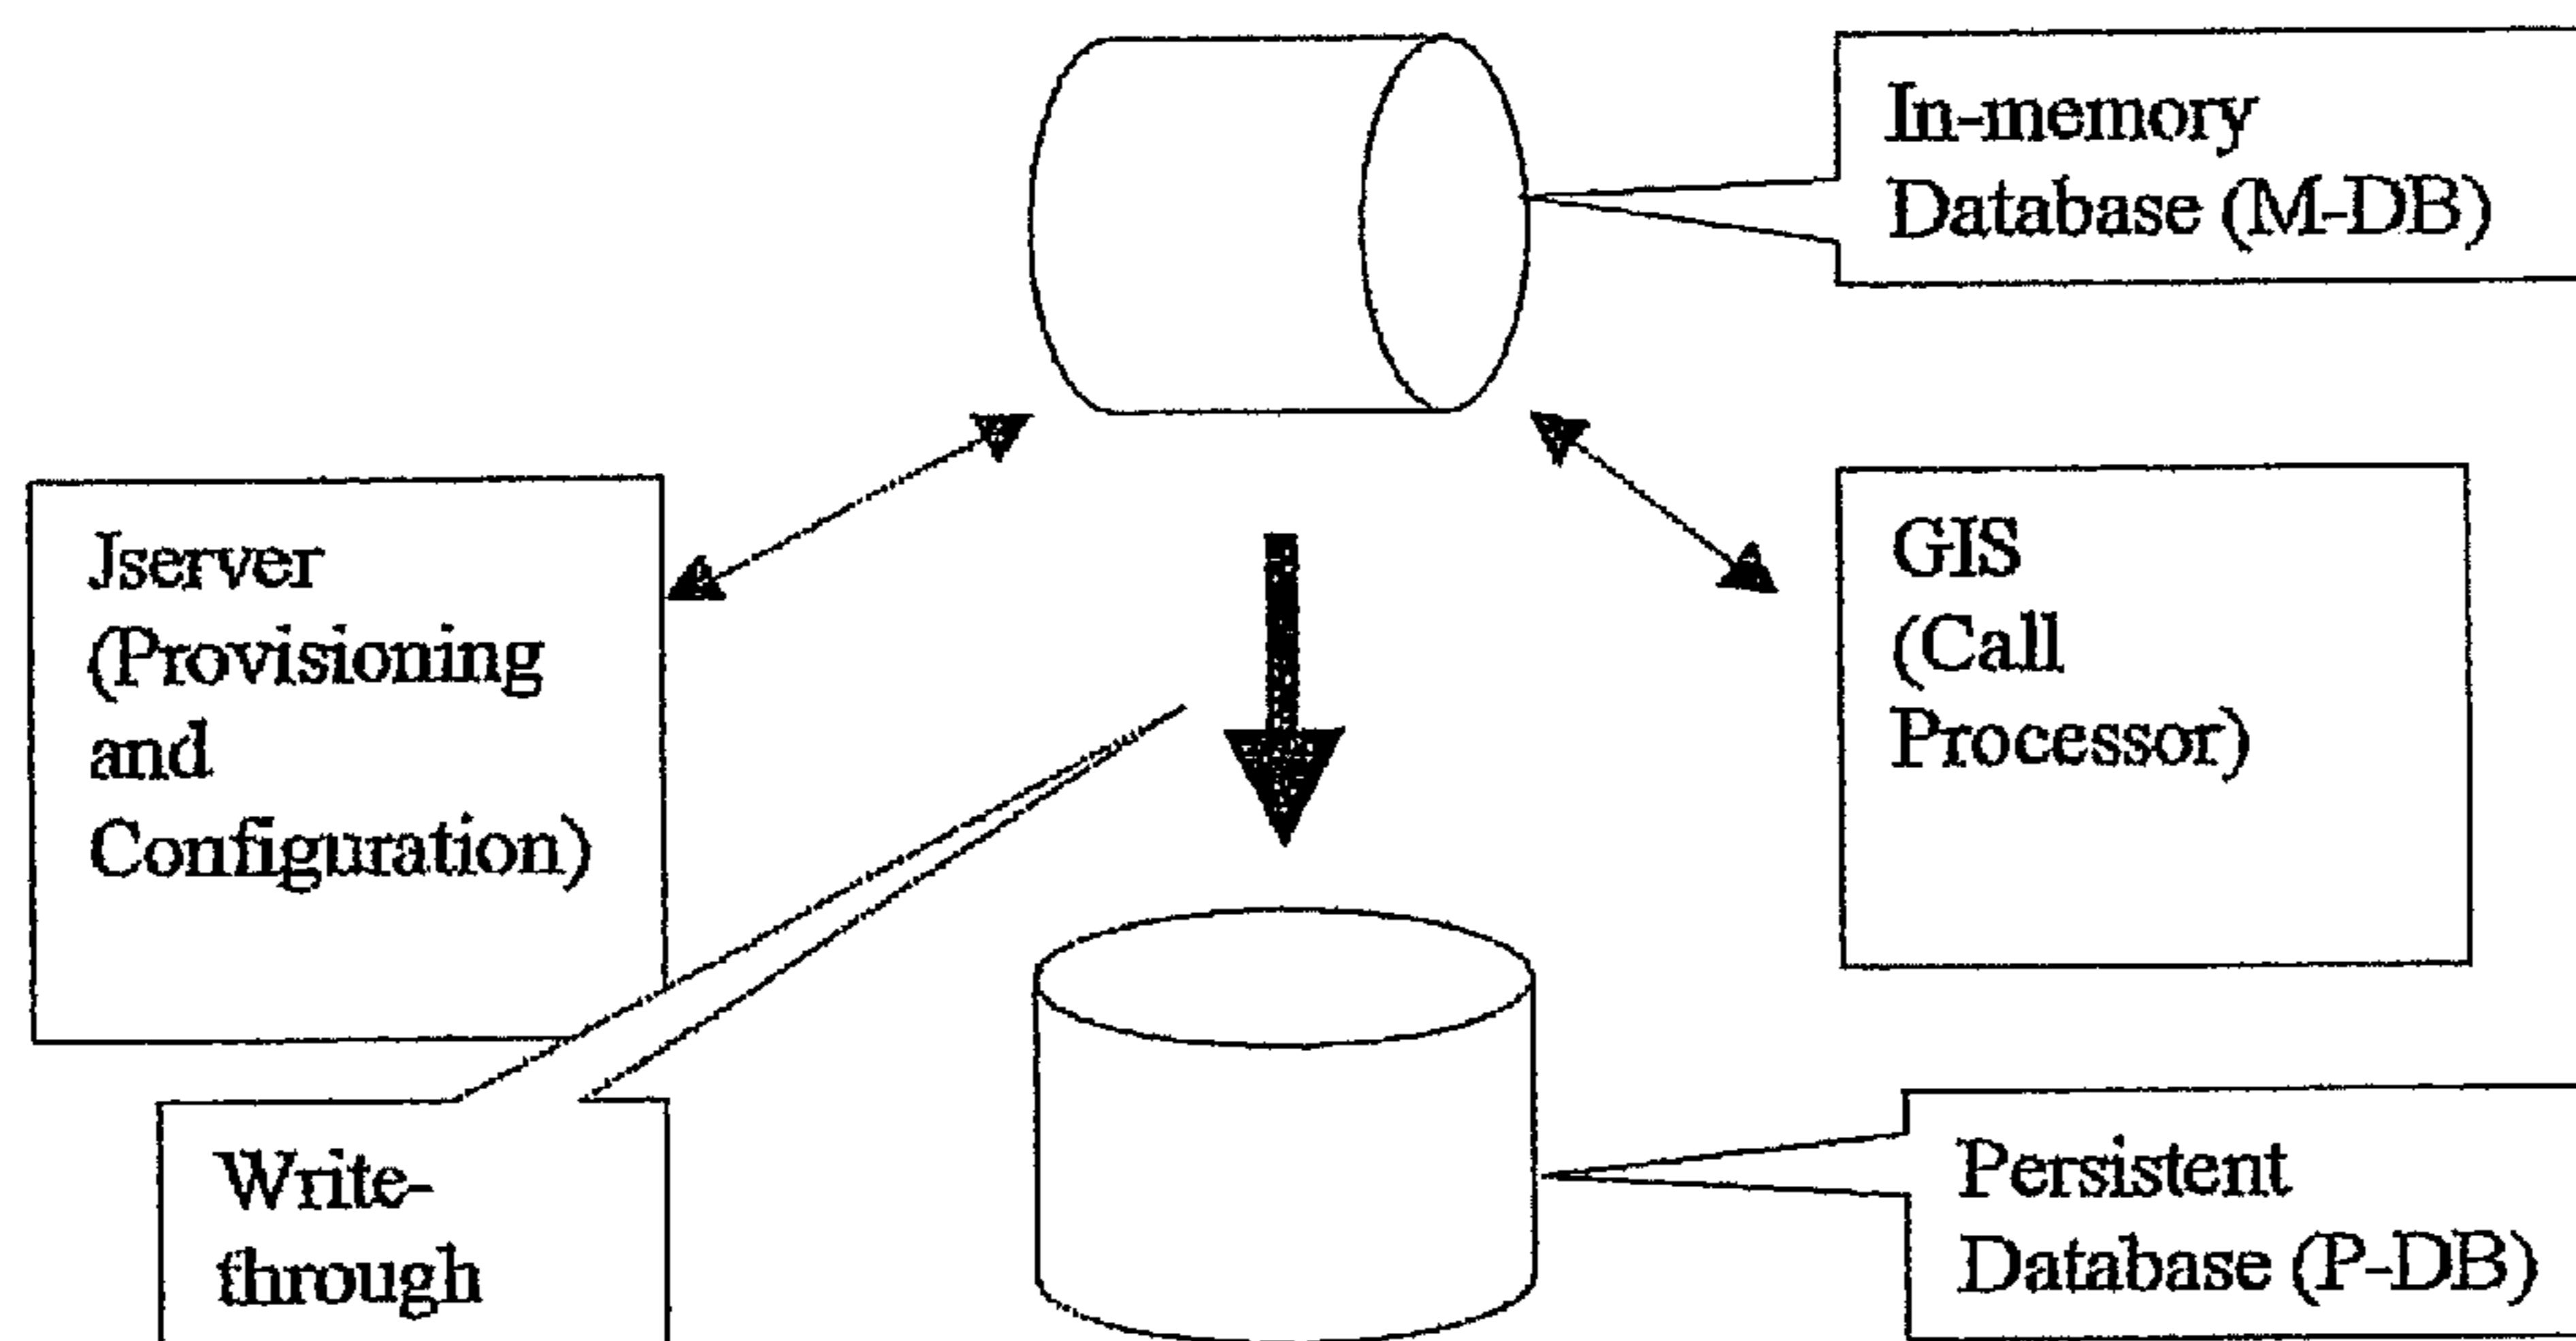 In-memory
Database (M-DB)
Jserver
(Provisioning
and
Configuration)
GIS
(Call
Processor)
Write-
through
Persistent
Database (P-DB)